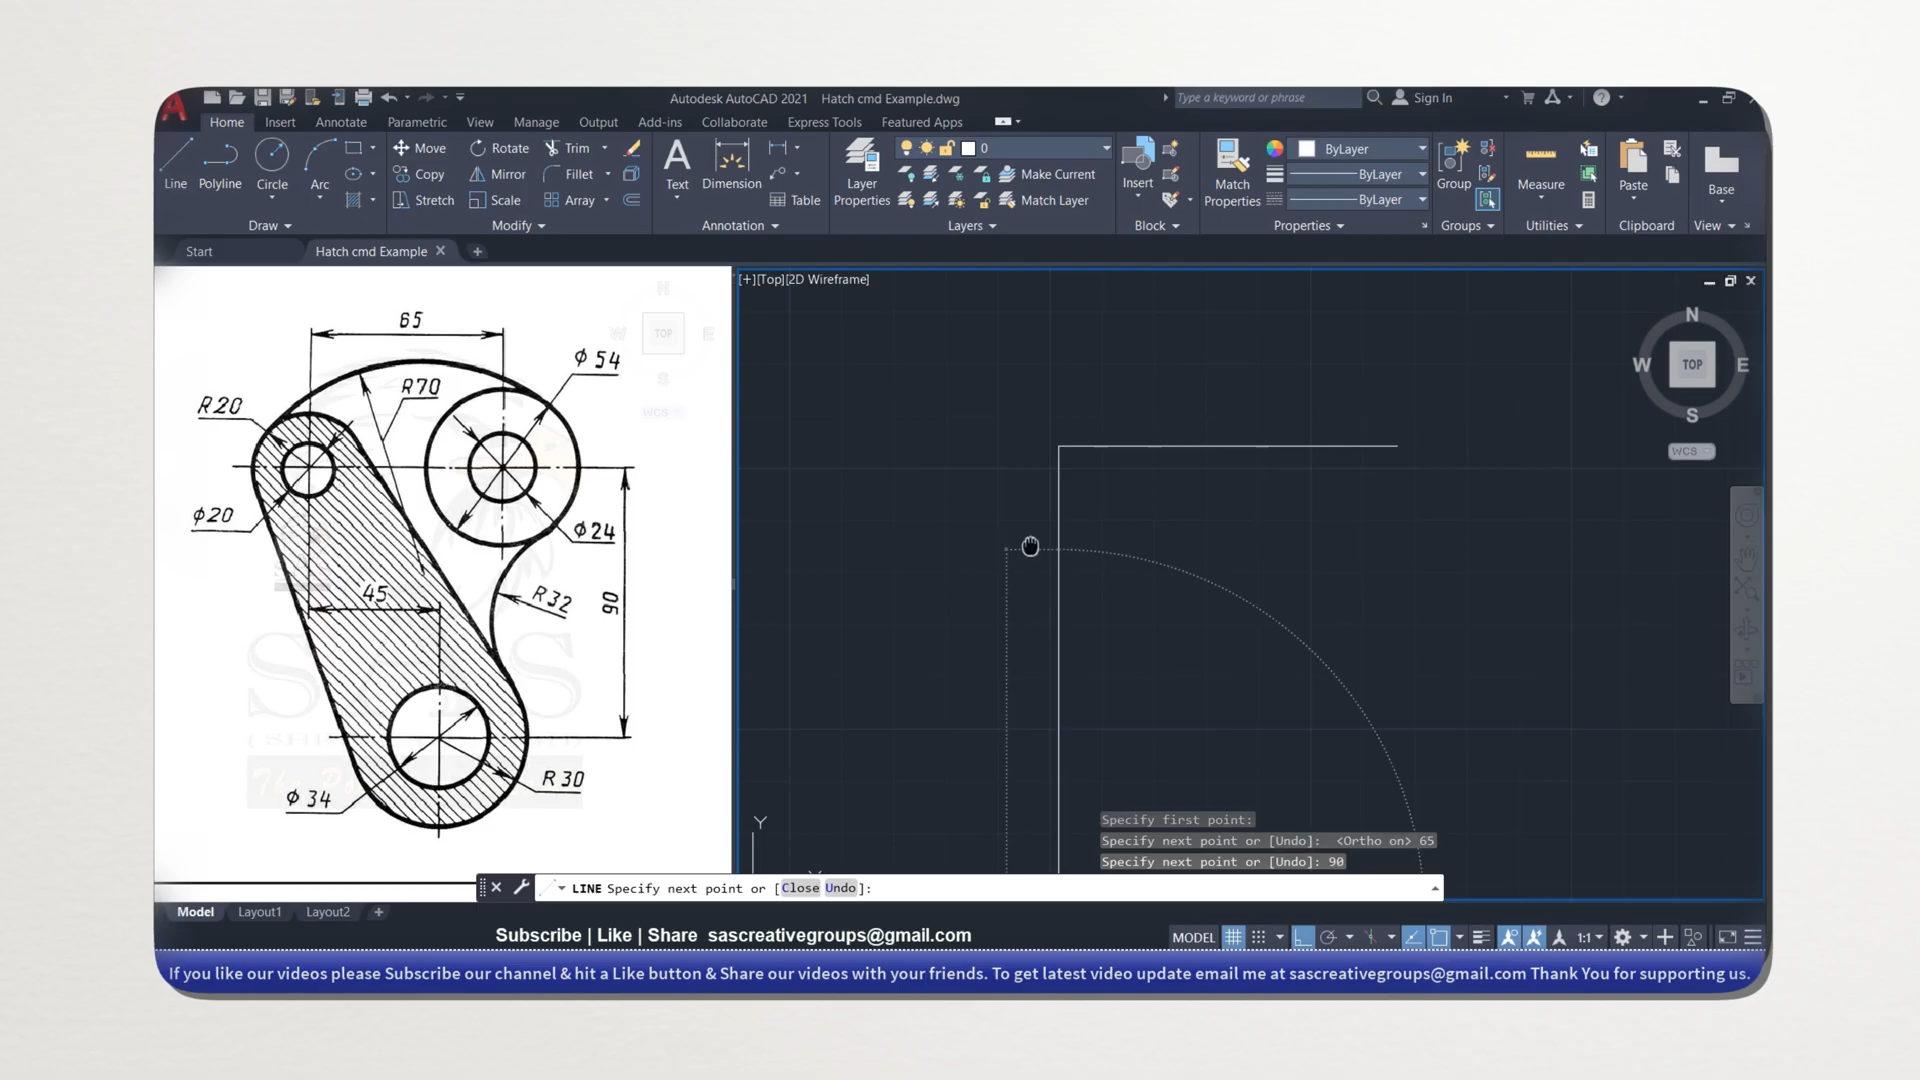 Autodesk AutoCAD 2021 Hatch cmd Example.dwg
Type a keyword or phrase
Sign In
Home Insert Annotate Parametric View Manage Output Add-ins Collaborate Express Tools Featured Apps
Line Polyline Circle Arc
Move Rotate Trim
Copy Mirror Fillet
Stretch Scale Array
Text Dimension Table
Layer Properties
0
Make Current
Match Layer
Insert
Match Properties
ByLayer
ByLayer
ByLayer
Group
Measure
Paste
Base
Draw Modify Annotation Layers Block Properties Groups Utilities Clipboard View
Start Hatch cmd Example
[+][Top][2D Wireframe]
N
W TOP E
S
WCS
N
W TOP E
S
WCS
65
φ 54
R70
R20
φ20
φ24
45
R32
90
R 30
φ 34
Y
Specify first point:
Specify next point or [Undo]: <Ortho on> 65
Specify next point or [Undo]: 90
LINE Specify next point or [Close Undo]:
Model Layout1 Layout2
Subscribe | Like | Share sascreativegroups@gmail.com
MODEL
1:1
If you like our videos please Subscribe our channel & hit a Like button & Share our videos with your friends. To get latest video update email me at sascreativegroups@gmail.com Thank You for supporting us.